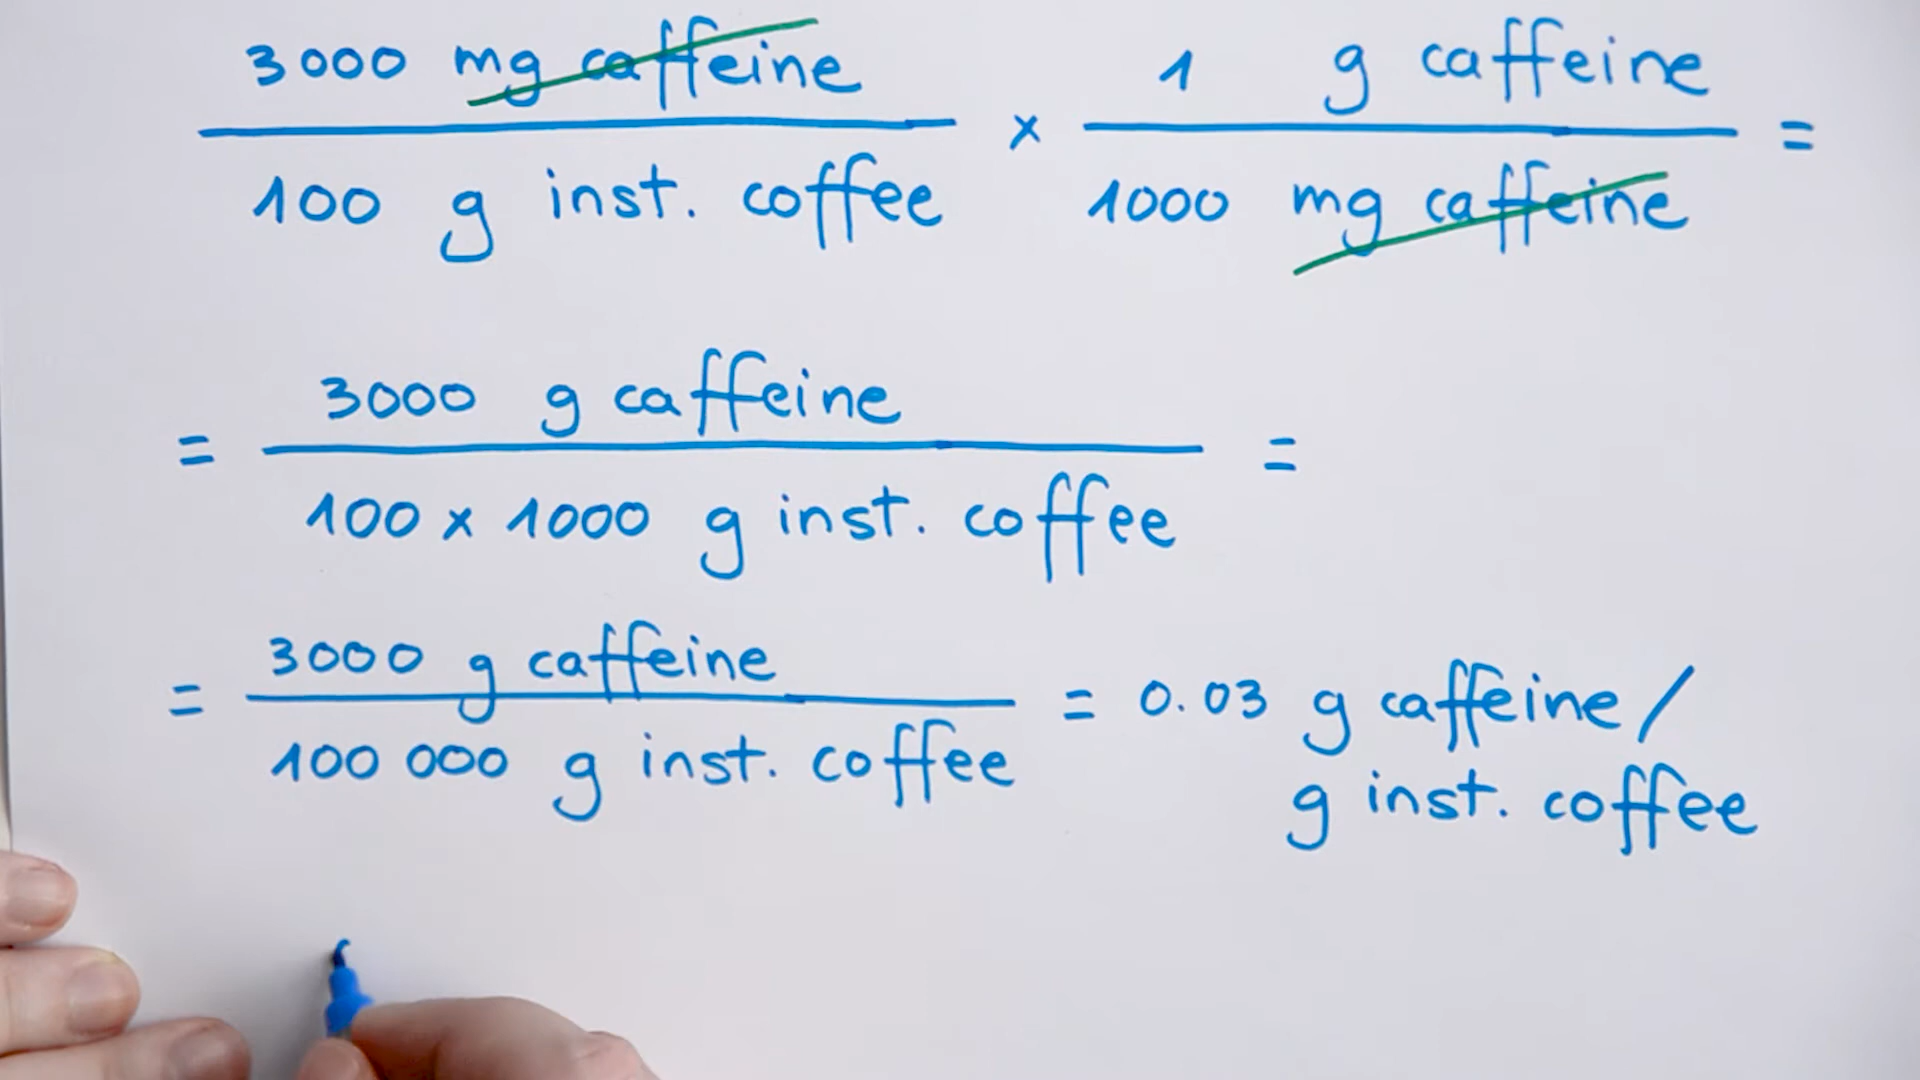 3000 mg caffeine × 1 g caffeine =
100 g inst. coffee 1000 mg caffeine
= 3000 g caffeine =
100 × 1000 g inst. coffee
= 3000 g caffeine = 0.03 g caffeine/
100 000 g inst. coffee g inst. coffee